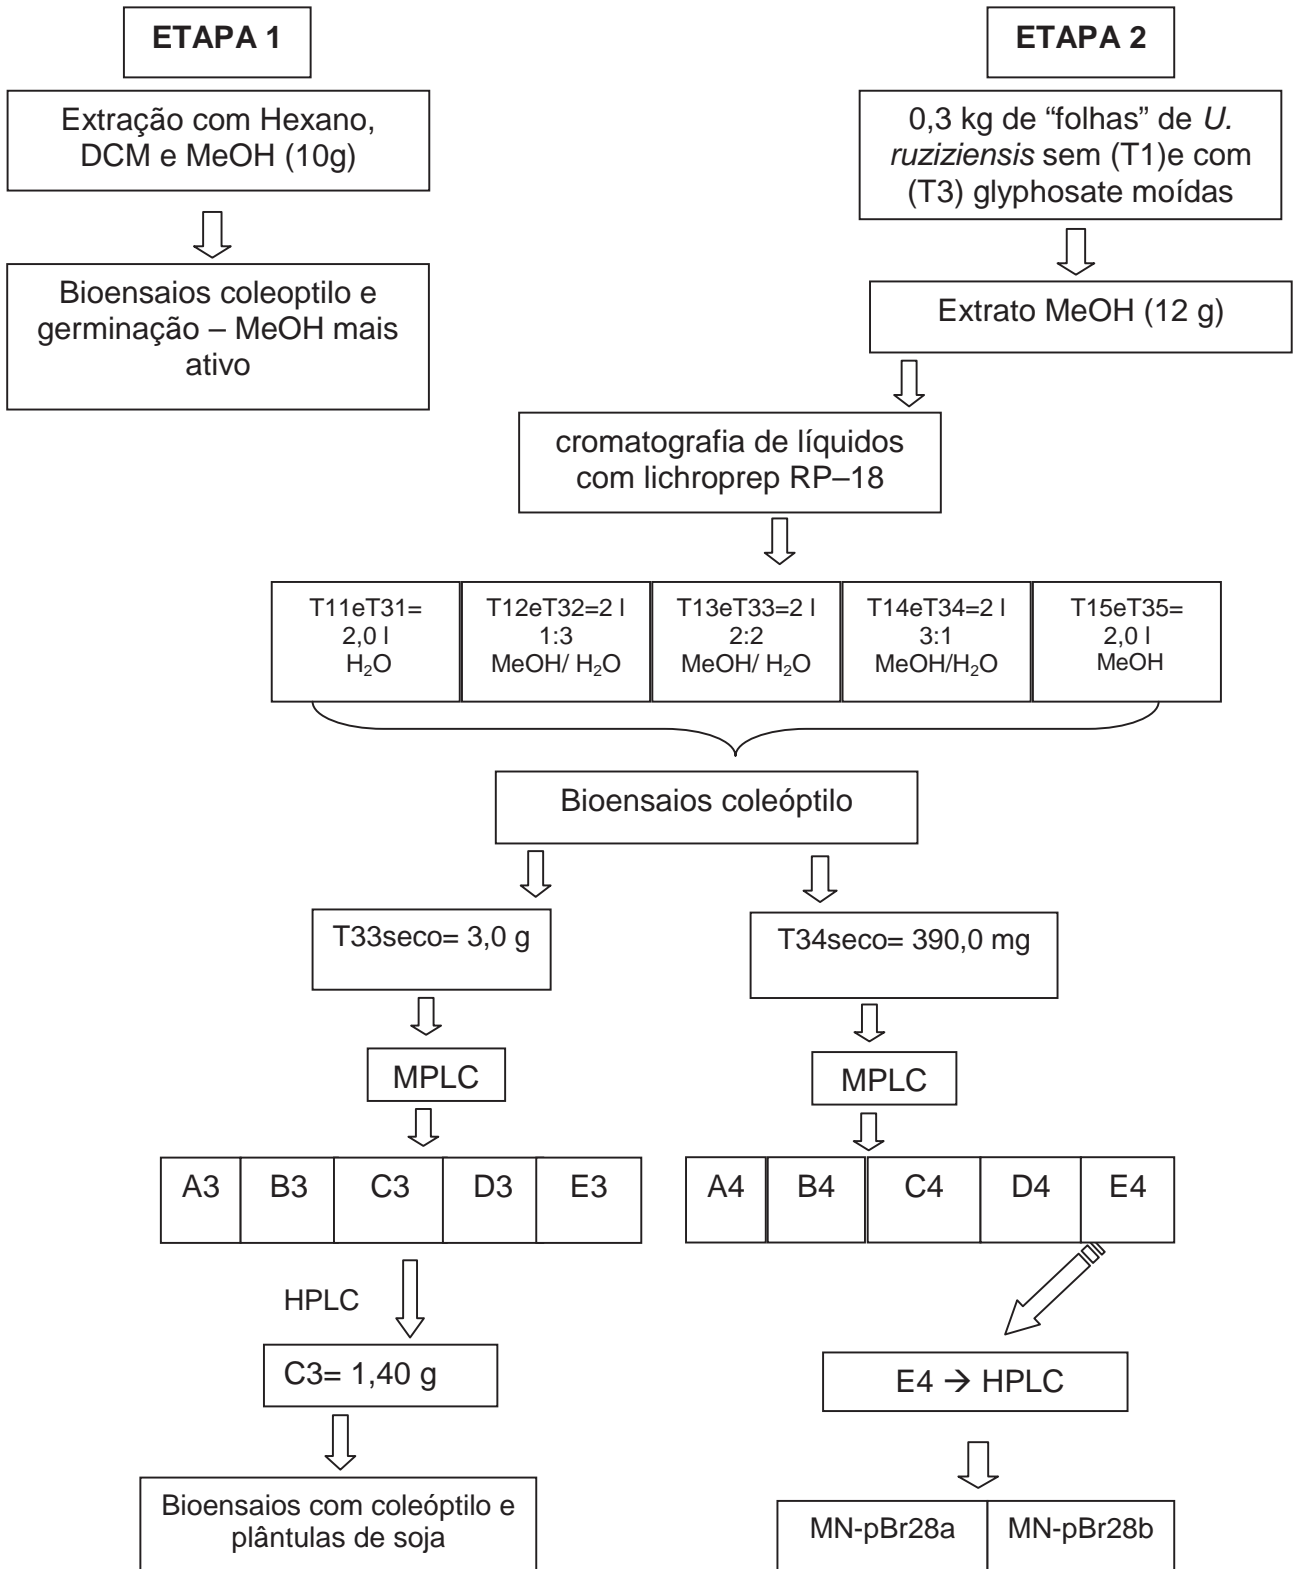 ETAPA 1
Extração com Hexano,
DCM e MeOH (10g)
Bioensaios coleoptilo e
germinação – MeOH mais
ativo
ETAPA 2
0,3 kg de “folhas” de U.
ruziziensis sem (T1)e com
(T3) glyphosate moídas
Extrato MeOH (12 g)
cromatografia de líquidos
com lichroprep RP–18
T11eT31=
2,0 l
H₂O
T12eT32=2 l
1:3
MeOH/ H₂O
T13eT33=2 l
2:2
MeOH/ H₂O
T14eT34=2 l
3:1
MeOH/H₂O
T15eT35=
2,0 l
MeOH
Bioensaios coleóptilo
T33seco= 3,0 g
T34seco= 390,0 mg
MPLC
MPLC
A3 B3 C3 D3 E3
A4 B4 C4 D4 E4
HPLC
C3= 1,40 g
E4 → HPLC
Bioensaios com coleóptilo e
plântulas de soja
MN-pBr28a MN-pBr28b